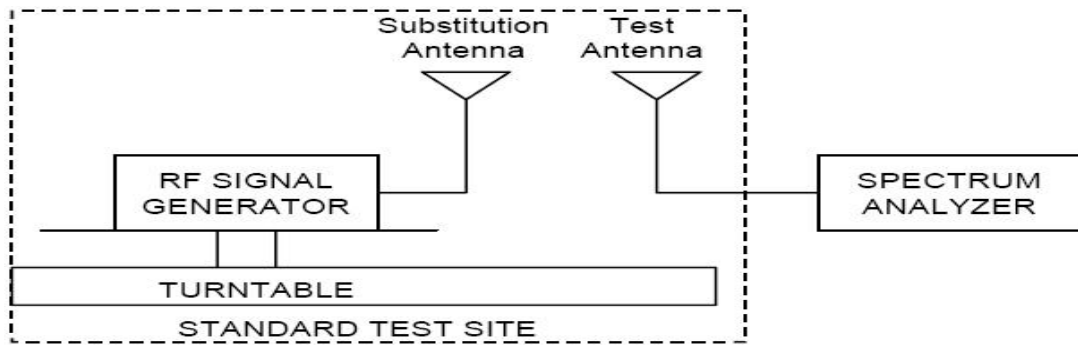 Substitution
Antenna
Test
Antenna
RF SIGNAL
GENERATOR
SPECTRUM
ANALYZER
TURNTABLE
STANDARD TEST SITE